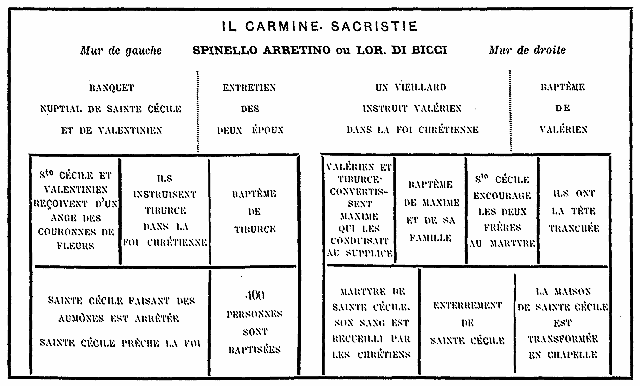 IL CARMINE- SACRISTIE
Mur de gauche SPINELLO ARRETINO ou LOR. DI BICCI Mur de droite
BANQUET
NUPTIAL DE SAINTE CÉCILE
ET DE VALENTINIEN
ENTRETIEN
DES
DEUX ÉPOUX
UN VIEILLARD
INSTRUIT VALÉRIEN
DANS LA FOI CHRÉTIENNE
BAPTÊME
DE
VALÉRIEN
Ste CÉCILE ET
VALENTINIEN
REÇOIVENT D'UN
ANGE DES
COURONNES DE
FLEURS
ILS
INSTRUISENT
TIBURCE
DANS LA
FOI CHRÉTIENNE
BAPTÊME
DE
TIBURCE
VALÉRIEN ET
TIBURCE-
CONVERTIS-
SENT
MAXIME
QUI LES
CONDUISAIT
AU SUPPLICE
BAPTÊME
DE MAXIME
ET DE SA
FAMILLE
Ste CÉCILE
ENCOURAGE
LES DEUX
FRÈRES
AU MARTYRE
ILS ONT
LA TÊTE
TRANCHÉE
SAINTE CÉCILE FAISANT DES
AUMÔNES EST ARRÊTÉE
SAINTE CÉCILE PRÊCHE LA FOI
400
PERSONNES
SONT
BAPTISÉES
MARTYRE DE
SAINTE CÉCILE.
SON SANG EST
RECUEILLI PAR
LES CHRÉTIENS
ENTERREMENT
DE
SAINTE CÉCILE
LA MAISON
DE SAINTE CÉCILE
EST
TRANSFORMÉE
EN CHAPELLE